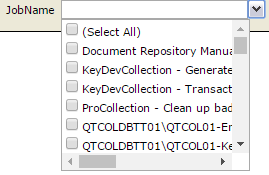 JobName
(Select All)
Document Repository Manua
KeyDevCollection - Generate
KeyDevCollection - Transact
ProCollection - Clean up bad
QTCOLDBTT01\QTCOL01-En
QTCOLDBTT01\QTCOL01-Ke